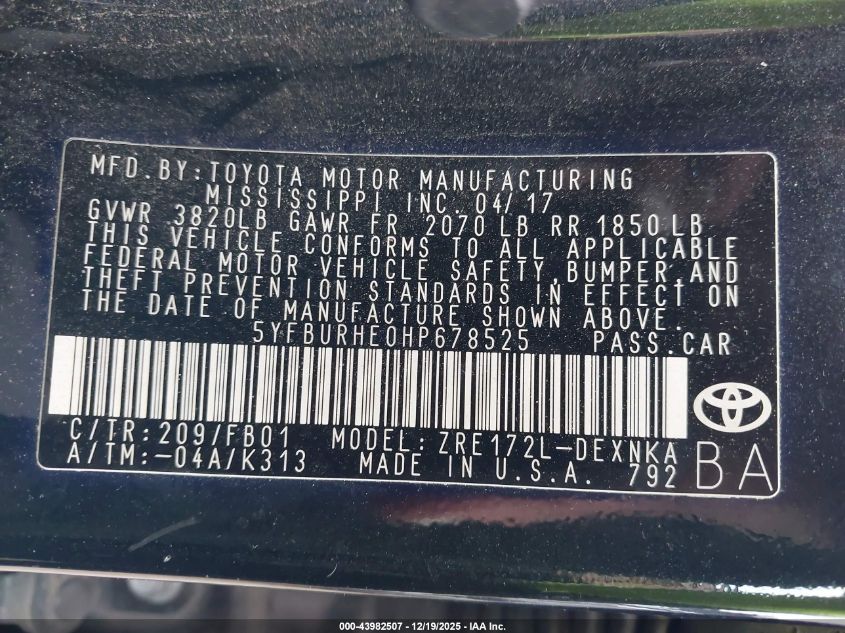 MFD.BY:TOYOTA MOTOR MANUFACTURING
MISSISSIPPI INC. 04/17
GVWR 3820LB GAWR FR 2070LB RR 1850LB
THIS VEHICLE CONFORMS TO ALL APPLICABLE
FEDERAL MOTOR VEHICLE SAFETY,BUMPER,AND
THEFT PREVENTION STANDARDS IN EFFECT ON
THE DATE OF MANUFACTURE SHOWN ABOVE.
5YFBURHE0HP678525 PASS.CAR
C/TR:209/FB01 MODEL:ZRE172L-DEXNKA
A/TM:-04A/K313 MADE IN U.S.A. 792
BA
000-43982507 - 12/19/2025 - IAA Inc.